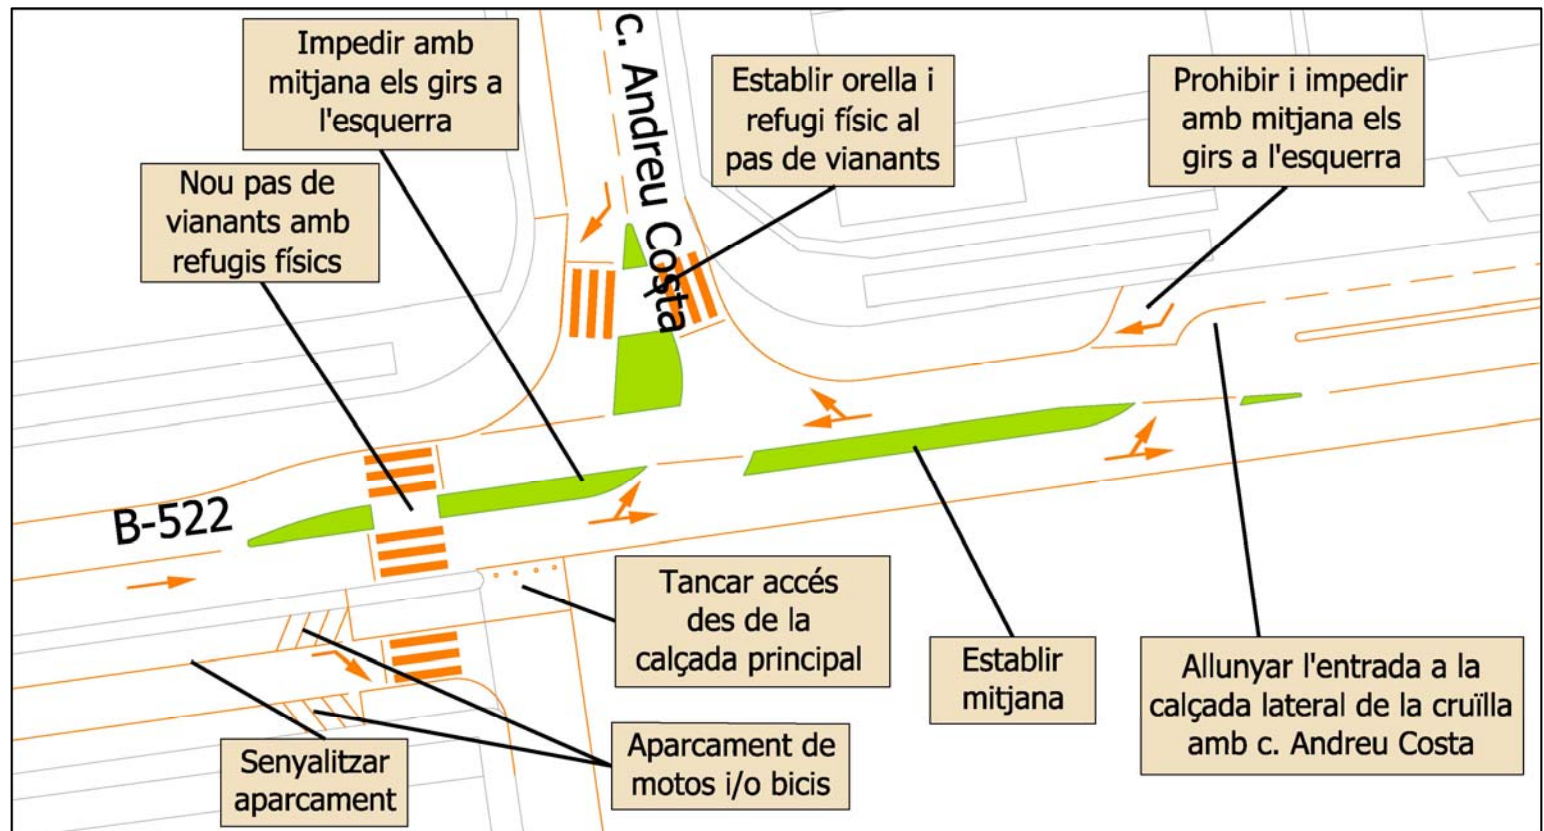 Impedir amb
mitjana els girs a
l'esquerra
c. Andreu Costa
Establir orella i
refugi físic al
pas de vianants
Prohibir i impedir
amb mitjana els
girs a l'esquerra
Nou pas de
vianants amb
refugis físics
B-522
Tancar accés
des de la
calçada principal
Establir
mitjana
Allunyar l'entrada a la
calçada lateral de la cruïlla
amb c. Andreu Costa
Senyalitzar
aparcament
Aparcament de
motos i/o bicis